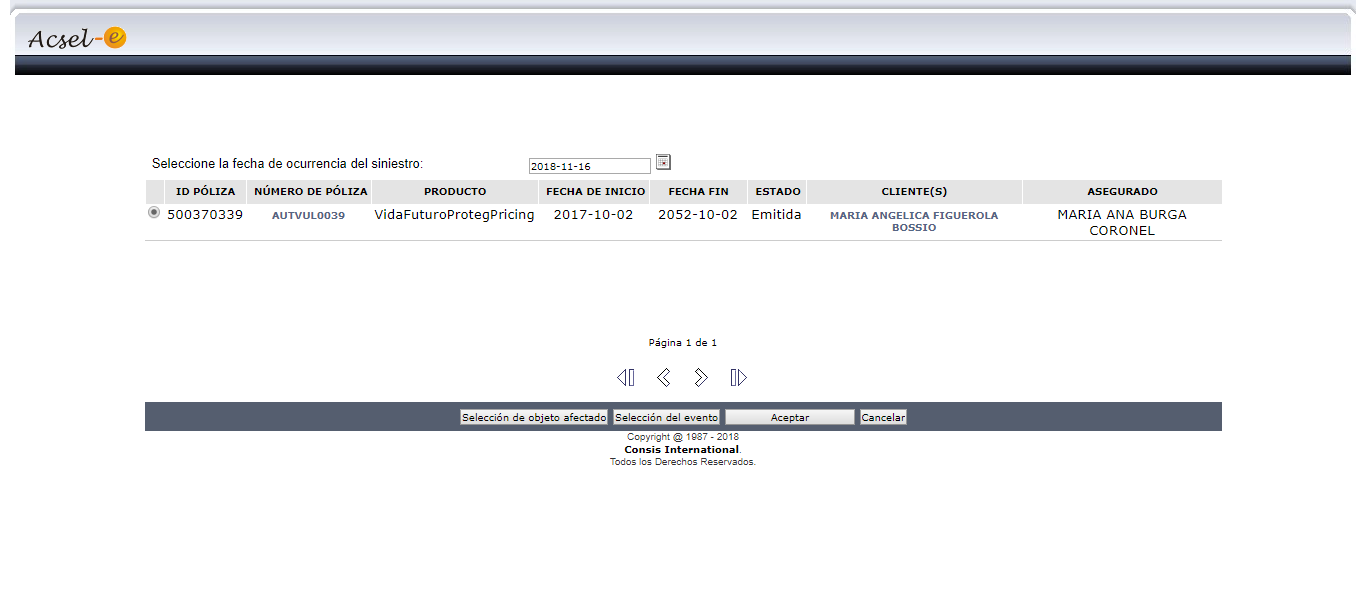 Acsel-e
Seleccione la fecha de ocurrencia del siniestro: 2018-11-16
ID PÓLIZA NÚMERO DE PÓLIZA PRODUCTO FECHA DE INICIO FECHA FIN ESTADO CLIENTE(S) ASEGURADO
500370339 AUTVUL0039 VidaFuturoProtegPricing 2017-10-02 2052-10-02 Emitida MARIA ANGELICA FIGUEROLA MARIA ANA BURGA
BOSSIO CORONEL
Página 1 de 1
Selección de objeto afectado Selección del evento Aceptar Cancelar
Copyright @ 1987 - 2018
Consis International.
Todos los Derechos Reservados.